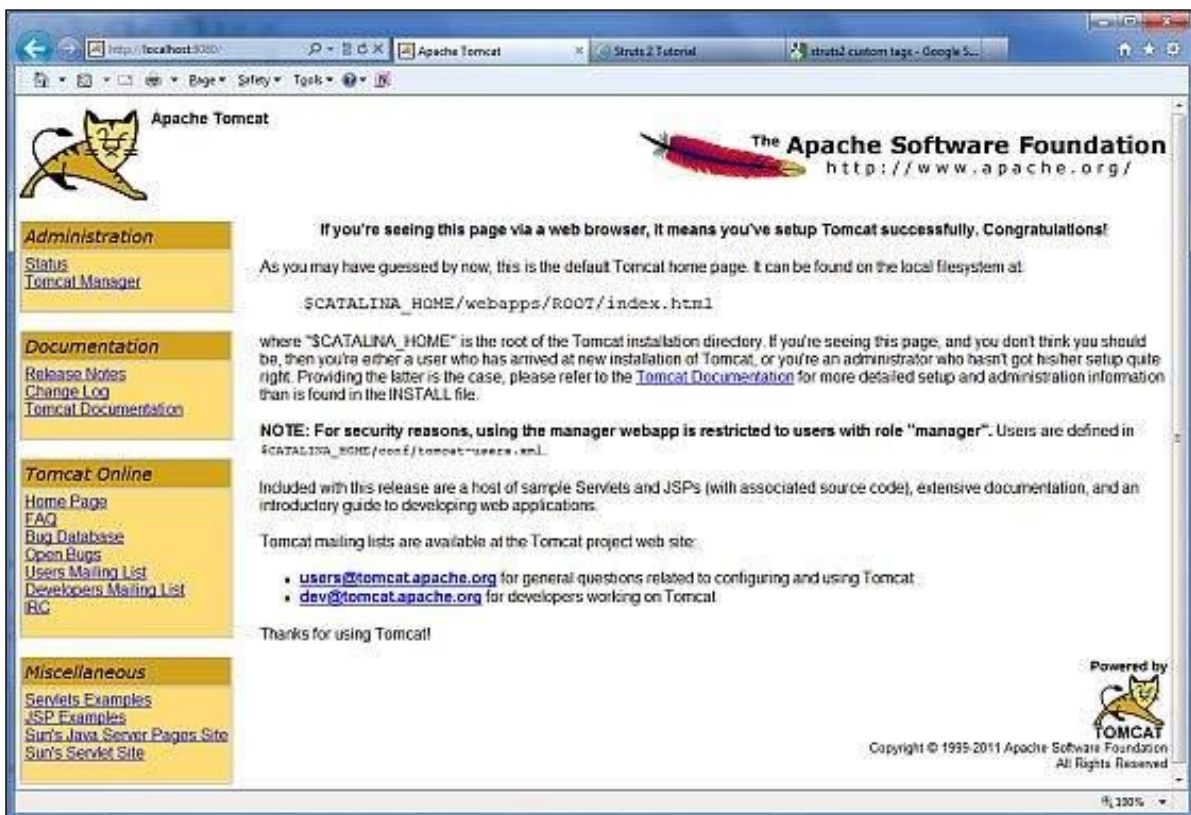 http://localhost:8080/
Apache Tomcat
Struts 2 Tutorial
struts2 custom tags - Google S...
Page
Safety
Tools
Apache Tomcat
The Apache Software Foundation
http://www.apache.org/
Administration
Status
Tomcat Manager
Documentation
Release Notes
Change Log
Tomcat Documentation
Tomcat Online
Home Page
FAQ
Bug Database
Open Bugs
Users Mailing List
Developers Mailing List
IRC
Miscellaneous
Servlets Examples
JSP Examples
Sun's Java Server Pages Site
Sun's Servlet Site
If you're seeing this page via a web browser, it means you've setup Tomcat successfully. Congratulations!
As you may have guessed by now, this is the default Tomcat home page. It can be found on the local filesystem at:
$CATALINA_HOME/webapps/ROOT/index.html
where "$CATALINA_HOME" is the root of the Tomcat installation directory. If you're seeing this page, and you don't think you should
be, then you're either a user who has arrived at new installation of Tomcat, or you're an administrator who hasn't got his/her setup quite
right. Providing the latter is the case, please refer to the Tomcat Documentation for more detailed setup and administration information
than is found in the INSTALL file.
NOTE: For security reasons, using the manager webapp is restricted to users with role "manager". Users are defined in
$CATALINA_HOME/conf/tomcat-users.xml.
Included with this release are a host of sample Servlets and JSPs (with associated source code), extensive documentation, and an
introductory guide to developing web applications.
Tomcat mailing lists are available at the Tomcat project web site:
• users@tomcat.apache.org for general questions related to configuring and using Tomcat
• dev@tomcat.apache.org for developers working on Tomcat
Thanks for using Tomcat!
Powered by
TOMCAT
Copyright © 1999-2011 Apache Software Foundation
All Rights Reserved
100%